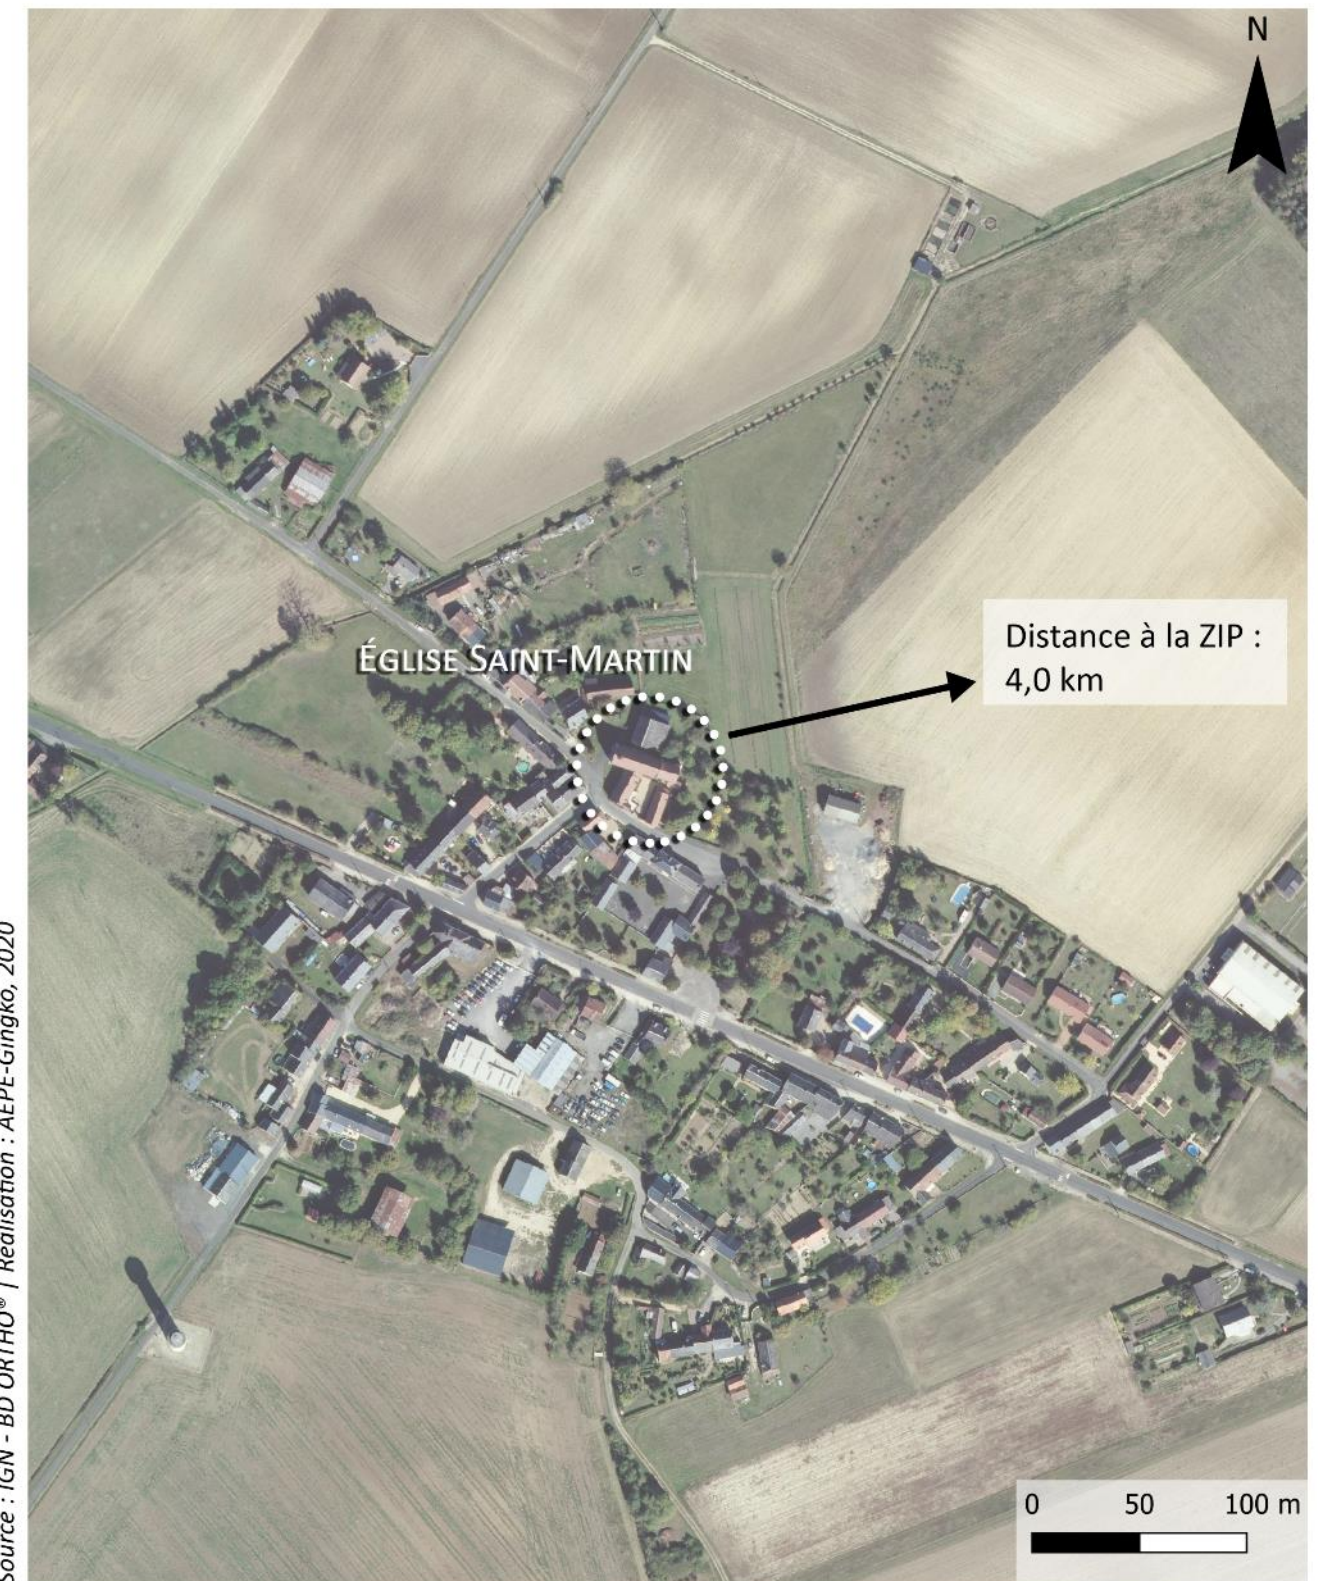 N
ÉGLISE SAINT-MARTIN
Distance à la ZIP :
4,0 km
0 50 100 m
Source : IGN - BD ORTHO® | Réalisation : AEPE-Gingko, 2020